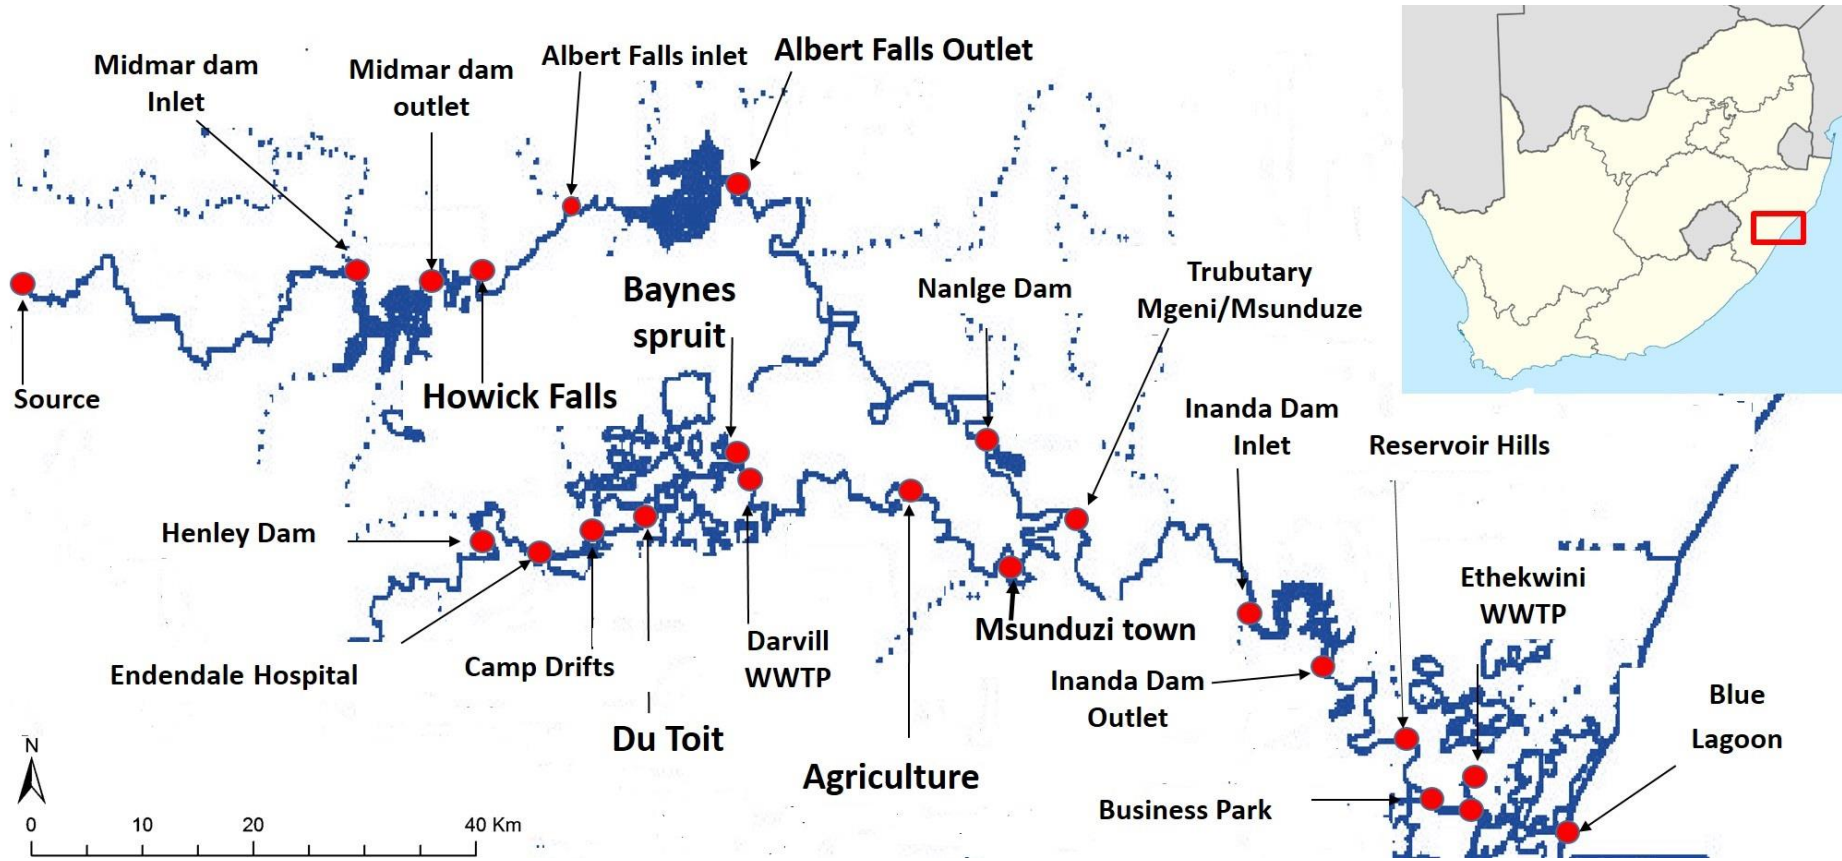 Midmar dam
Inlet
Midmar dam
outlet
Albert Falls inlet
Albert Falls Outlet
Baynes
spruit
Nanlge Dam
Trubutary
Mgeni/Msunduze
Source
Howick Falls
Inanda Dam
Inlet
Reservoir Hills
Henley Dam
Ethekwini
WWTP
Endendale Hospital
Camp Drifts
Darvill
WWTP
Msunduzi town
Inanda Dam
Outlet
Blue
Lagoon
Du Toit
Agriculture
Business Park
N
0 10 20 40 Km